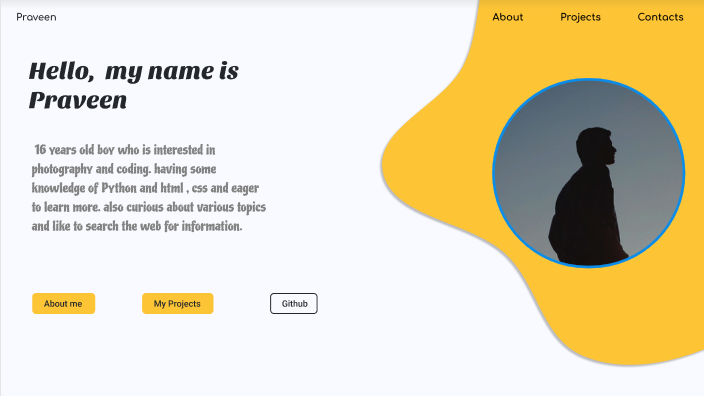 Praveen
About Projects Contacts
Hello, my name is
Praveen
16 years old boy who is interested in
photography and coding. having some
knowledge of Python and html , css and eager
to learn more. also curious about various topics
and like to search the web for information.
About me My Projects Github